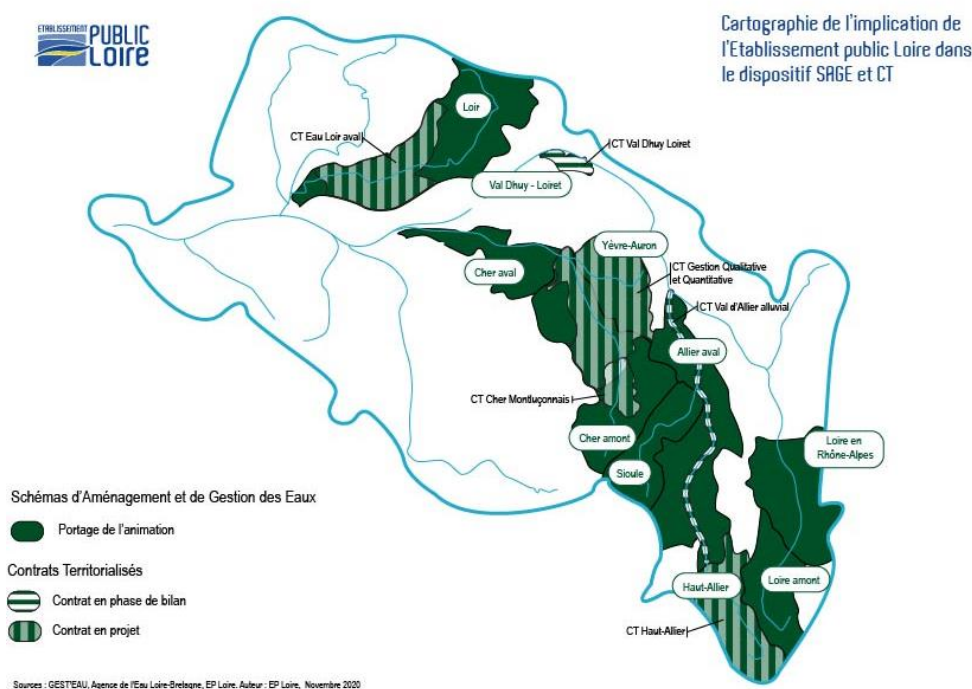 ETABLISSEMENT
PUBLIC
LOIRE
Cartographie de l'implication de
l'Etablissement public Loire dans
le dispositif SAGE et CT
Loir
CT Eau Loir aval
CT Val Dhuy Loiret
Val Dhuy - Loiret
Yèvre-Auron
Cher aval
CT Gestion Qualitative
et Quantitative
CT Val d'Allier alluvial
Allier aval
CT Cher Montluçonnais
Cher amont
Loire en
Rhône-Alpes
Sioule
Haut-Allier
Loire amont
CT Haut-Allier
Schémas d'Aménagement et de Gestion des Eaux
Portage de l'animation
Contrats Territorialisés
Contrat en phase de bilan
Contrat en projet
Sources : GEST'EAU, Agence de l'Eau Loire-Bretagne, EP Loire. Auteur : EP Loire, Novembre 2020